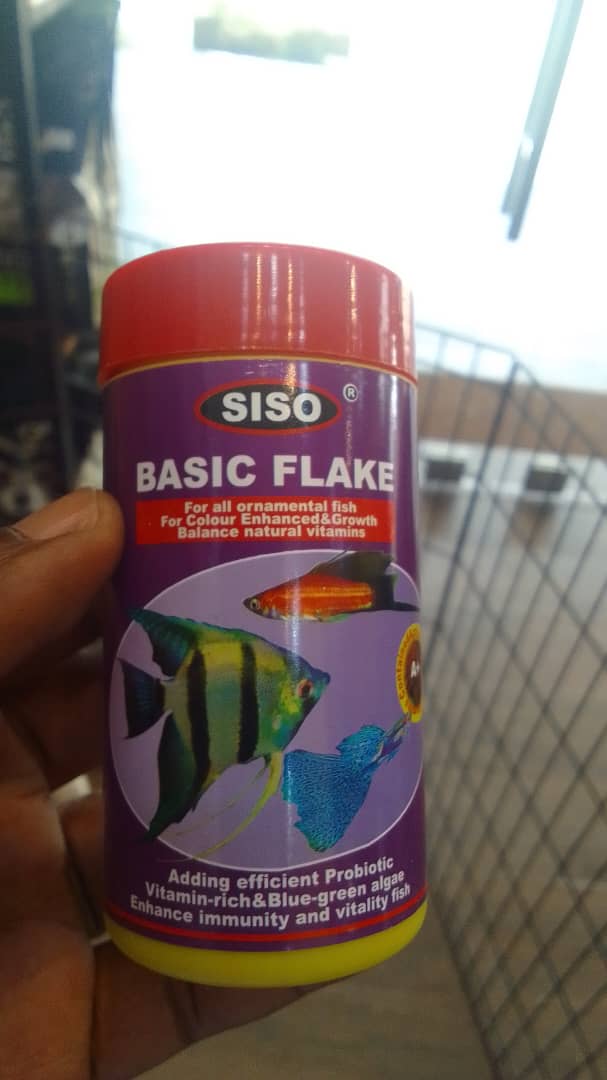 SISO ®
BASIC FLAKE
For all ornamental fish
For Colour Enhanced&Growth
Balance natural vitamins
A+
Adding efficient Probiotic
Vitamin-rich&Blue-green algae
Enhance immunity and vitality fish